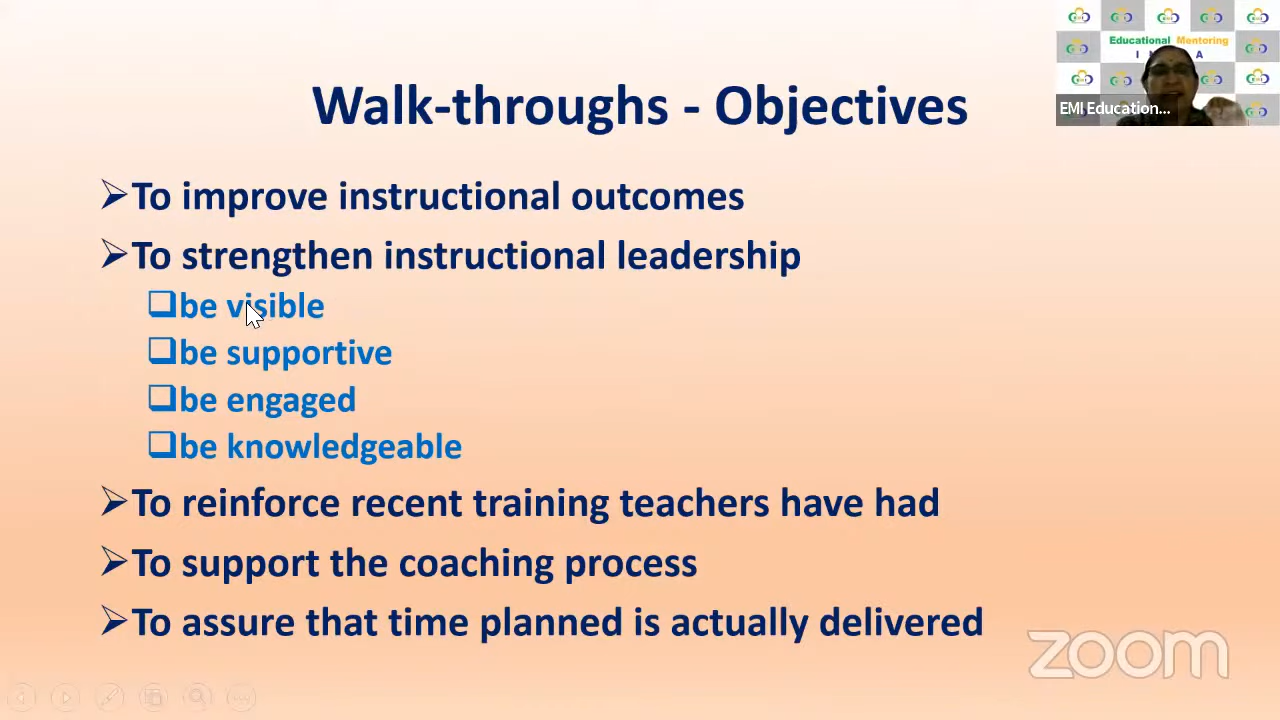 Educational Mentoring
EMI Education...
Walk-throughs - Objectives
To improve instructional outcomes
To strengthen instructional leadership
be visible
be supportive
be engaged
be knowledgeable
To reinforce recent training teachers have had
To support the coaching process
To assure that time planned is actually delivered
zoom